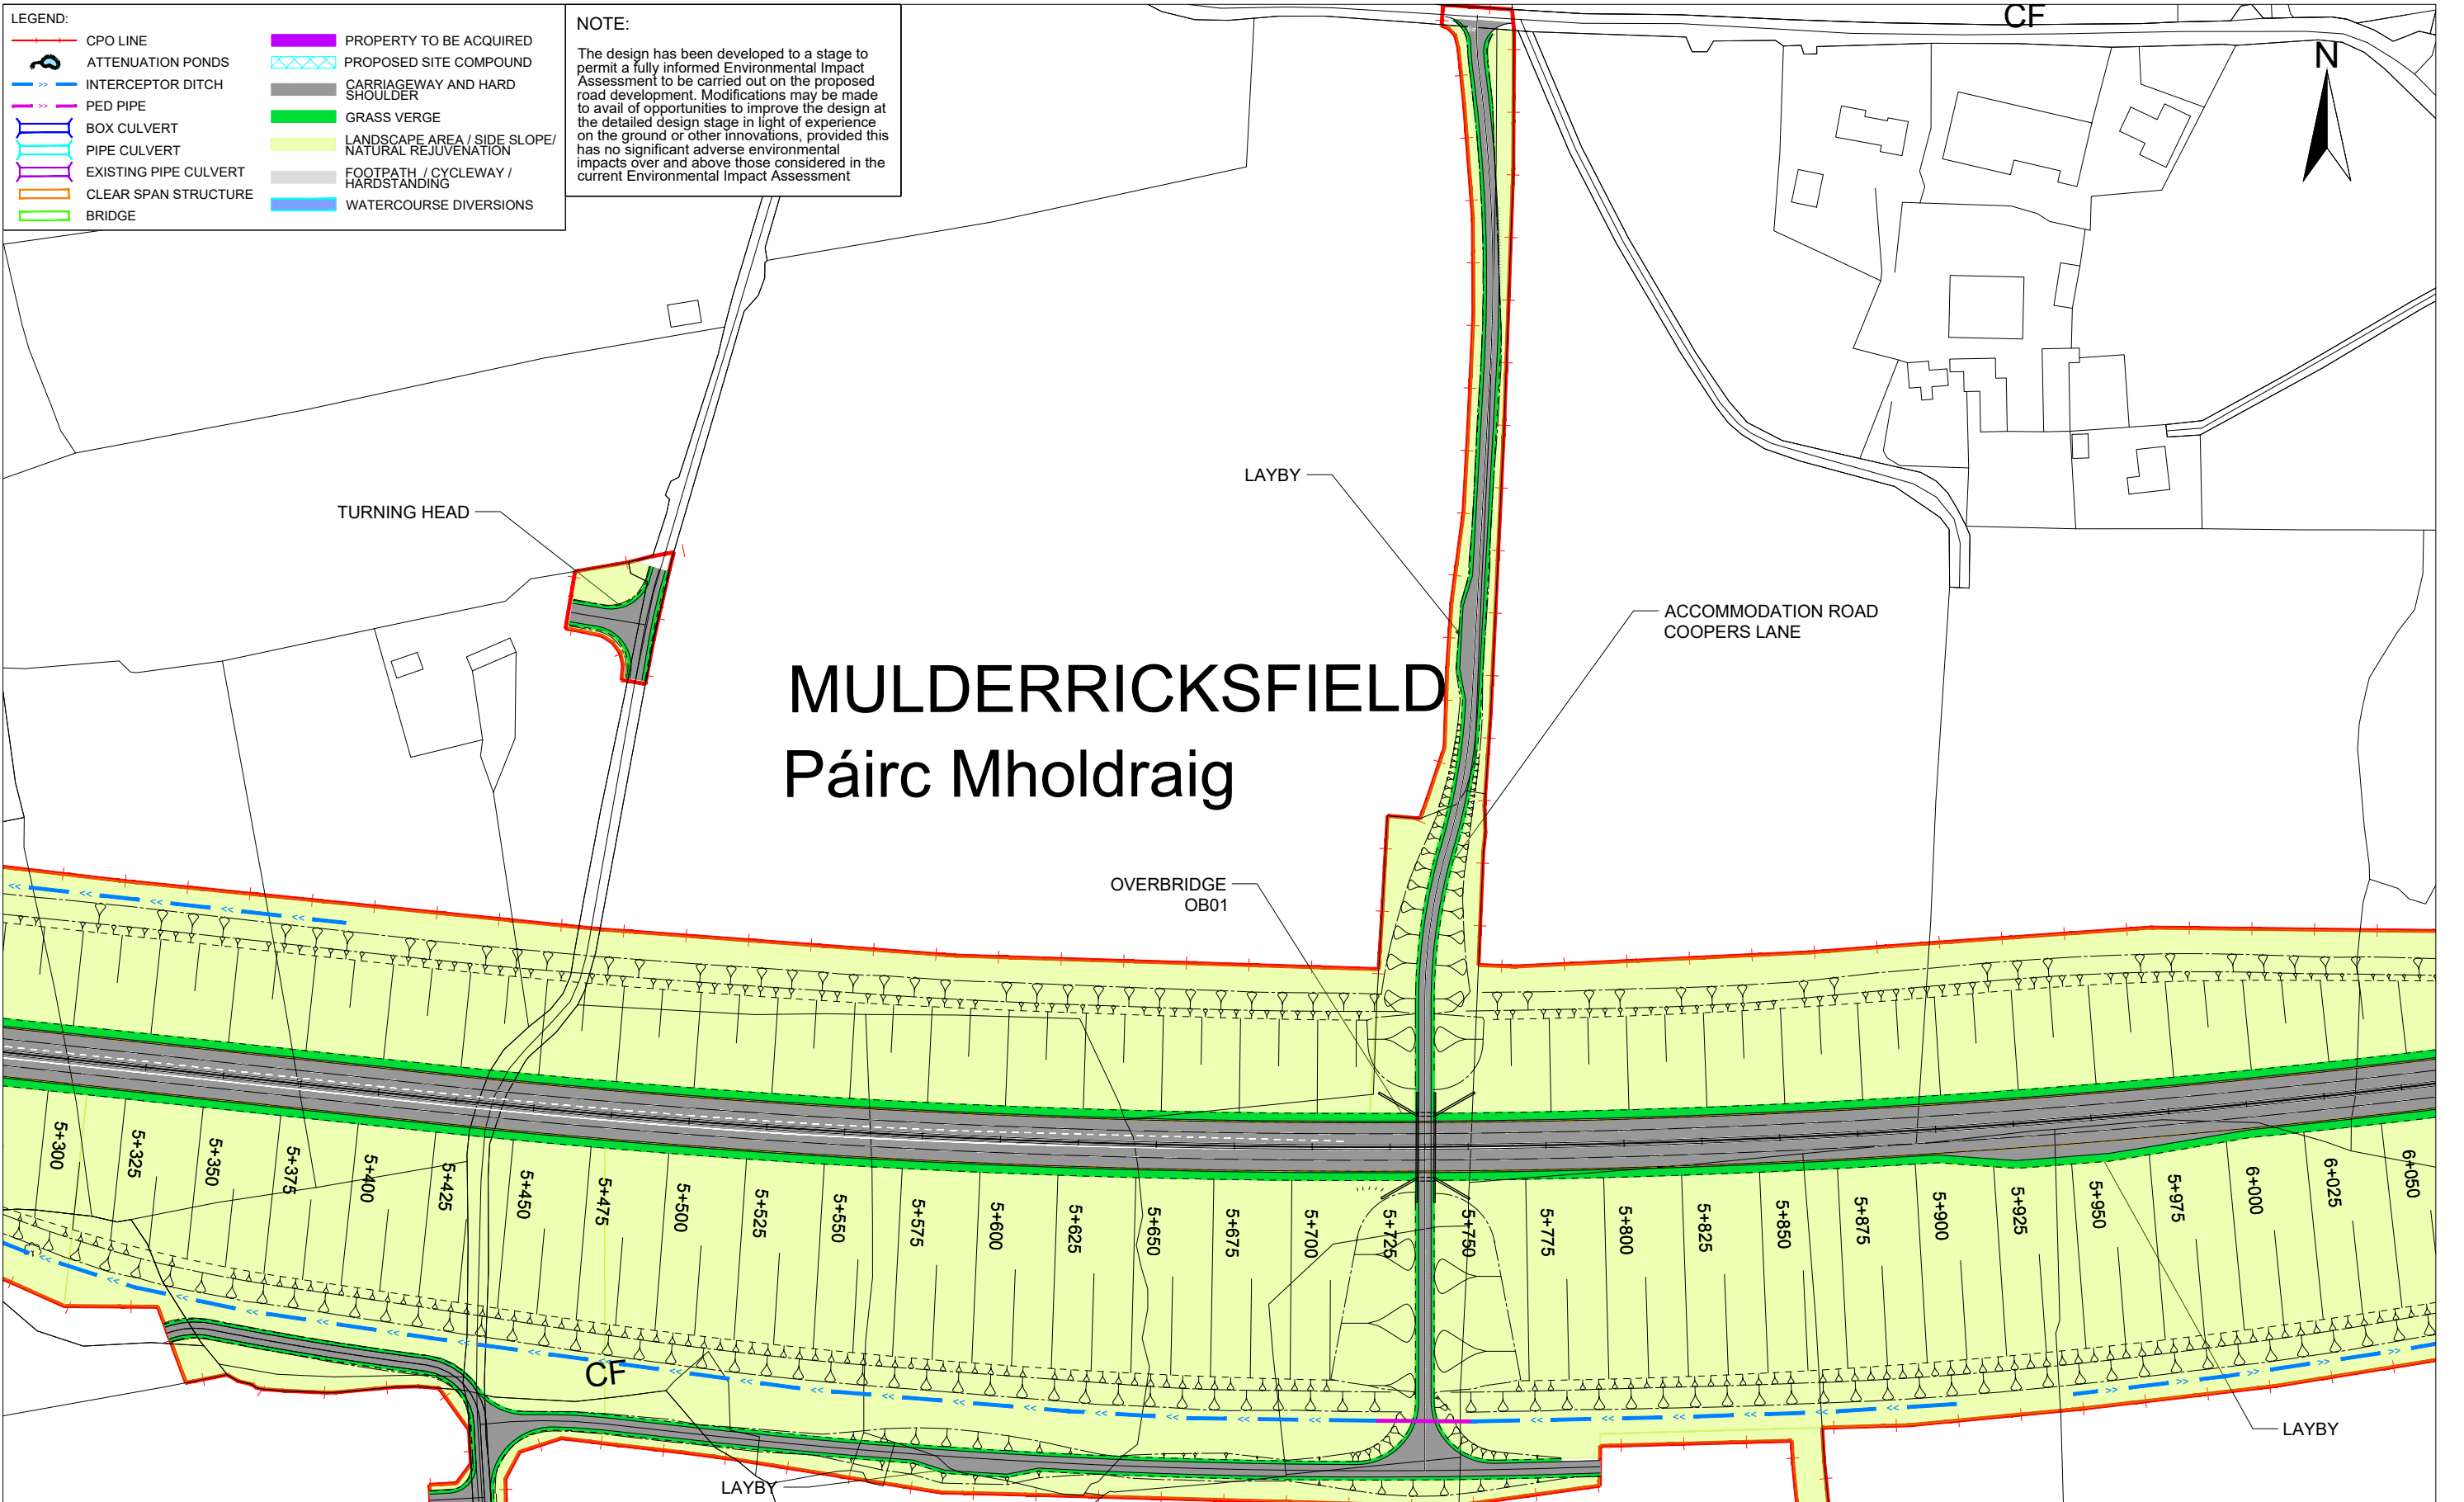 LEGEND:
CPO LINE
ATTENUATION PONDS
INTERCEPTOR DITCH
PED PIPE
BOX CULVERT
PIPE CULVERT
EXISTING PIPE CULVERT
CLEAR SPAN STRUCTURE
BRIDGE
PROPERTY TO BE ACQUIRED
PROPOSED SITE COMPOUND
CARRIAGEWAY AND HARD
SHOULDER
GRASS VERGE
LANDSCAPE AREA / SIDE SLOPE/
NATURAL REJUVENATION
FOOTPATH / CYCLEWAY /
HARDSTANDING
WATERCOURSE DIVERSIONS
NOTE:
The design has been developed to a stage to
permit a fully informed Environmental Impact
Assessment to be carried out on the proposed
road development. Modifications may be made
to avail of opportunities to improve the design at
the detailed design stage in light of experience
on the ground or other innovations, provided this
has no significant adverse environmental
impacts over and above those considered in the
current Environmental Impact Assessment
CF
N
LAYBY
TURNING HEAD
ACCOMMODATION ROAD
COOPERS LANE
MULDERRICKSFIELD
Páirc Mholdraig
OVERBRIDGE
OB01
5+300
5+325
5+350
5+375
5+400
5+425
5+450
5+475
5+500
5+525
5+550
5+575
5+600
5+625
5+650
5+675
5+700
5+725
5+750
5+775
5+800
5+825
5+850
5+875
5+900
5+925
5+950
5+975
6+000
6+025
6+050
CF
LAYBY
LAYBY